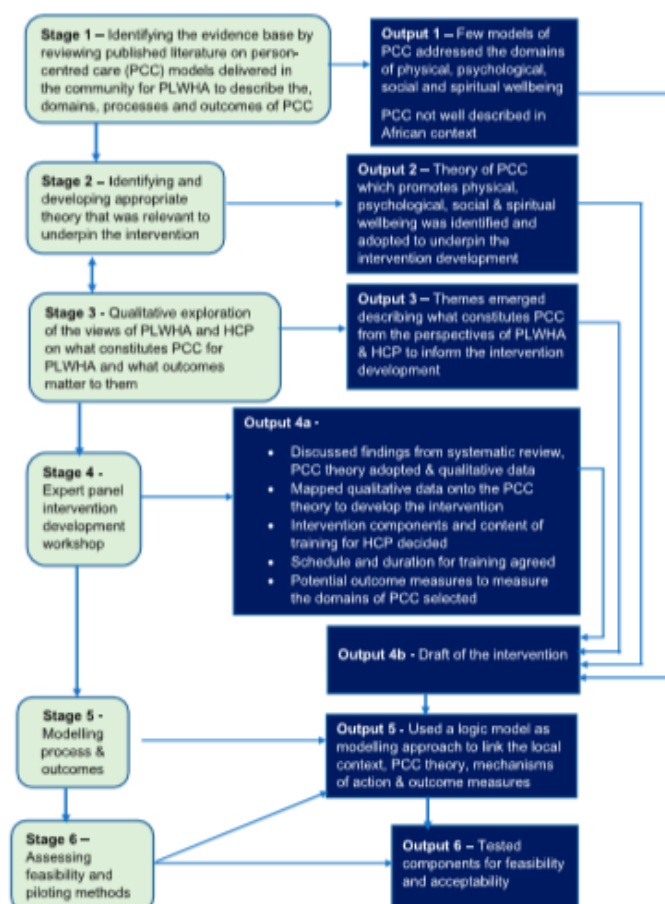 Stage 1 – Identifying the evidence base by
reviewing published literature on person-
centred care (PCC) models delivered in
the community for PLWHA to describe the,
domains, processes and outcomes of PCC
Output 1 – Few models of
PCC addressed the domains
of physical, psychological,
social and spiritual wellbeing
PCC not well described in
African context
Stage 2 – Identifying and
developing appropriate
theory that was relevant to
underpin the intervention
Output 2 – Theory of PCC
which promotes physical,
psychological, social & spiritual
wellbeing was identified and
adopted to underpin the
intervention development
Stage 3 - Qualitative exploration
of the views of PLWHA and HCP
on what constitutes PCC for
PLWHA and what outcomes
matter to them
Output 3 – Themes emerged
describing what constitutes PCC
from the perspectives of PLWHA
& HCP to inform the intervention
development
Stage 4 -
Expert panel
intervention
development
workshop
Output 4a -
• Discussed findings from systematic review,
PCC theory adopted & qualitative data
• Mapped qualitative data onto the PCC
theory to develop the intervention
• Intervention components and content of
training for HCP decided
• Schedule and duration for training agreed
• Potential outcome measures to measure
the domains of PCC selected
Output 4b - Draft of the intervention
Stage 5 -
Modelling
process &
outcomes
Output 5 - Used a logic model as
modelling approach to link the local
context, PCC theory, mechanisms
of action & outcome measures
Stage 6 –
Assessing
feasibility and
piloting methods
Output 6 – Tested
components for feasibility
and acceptability